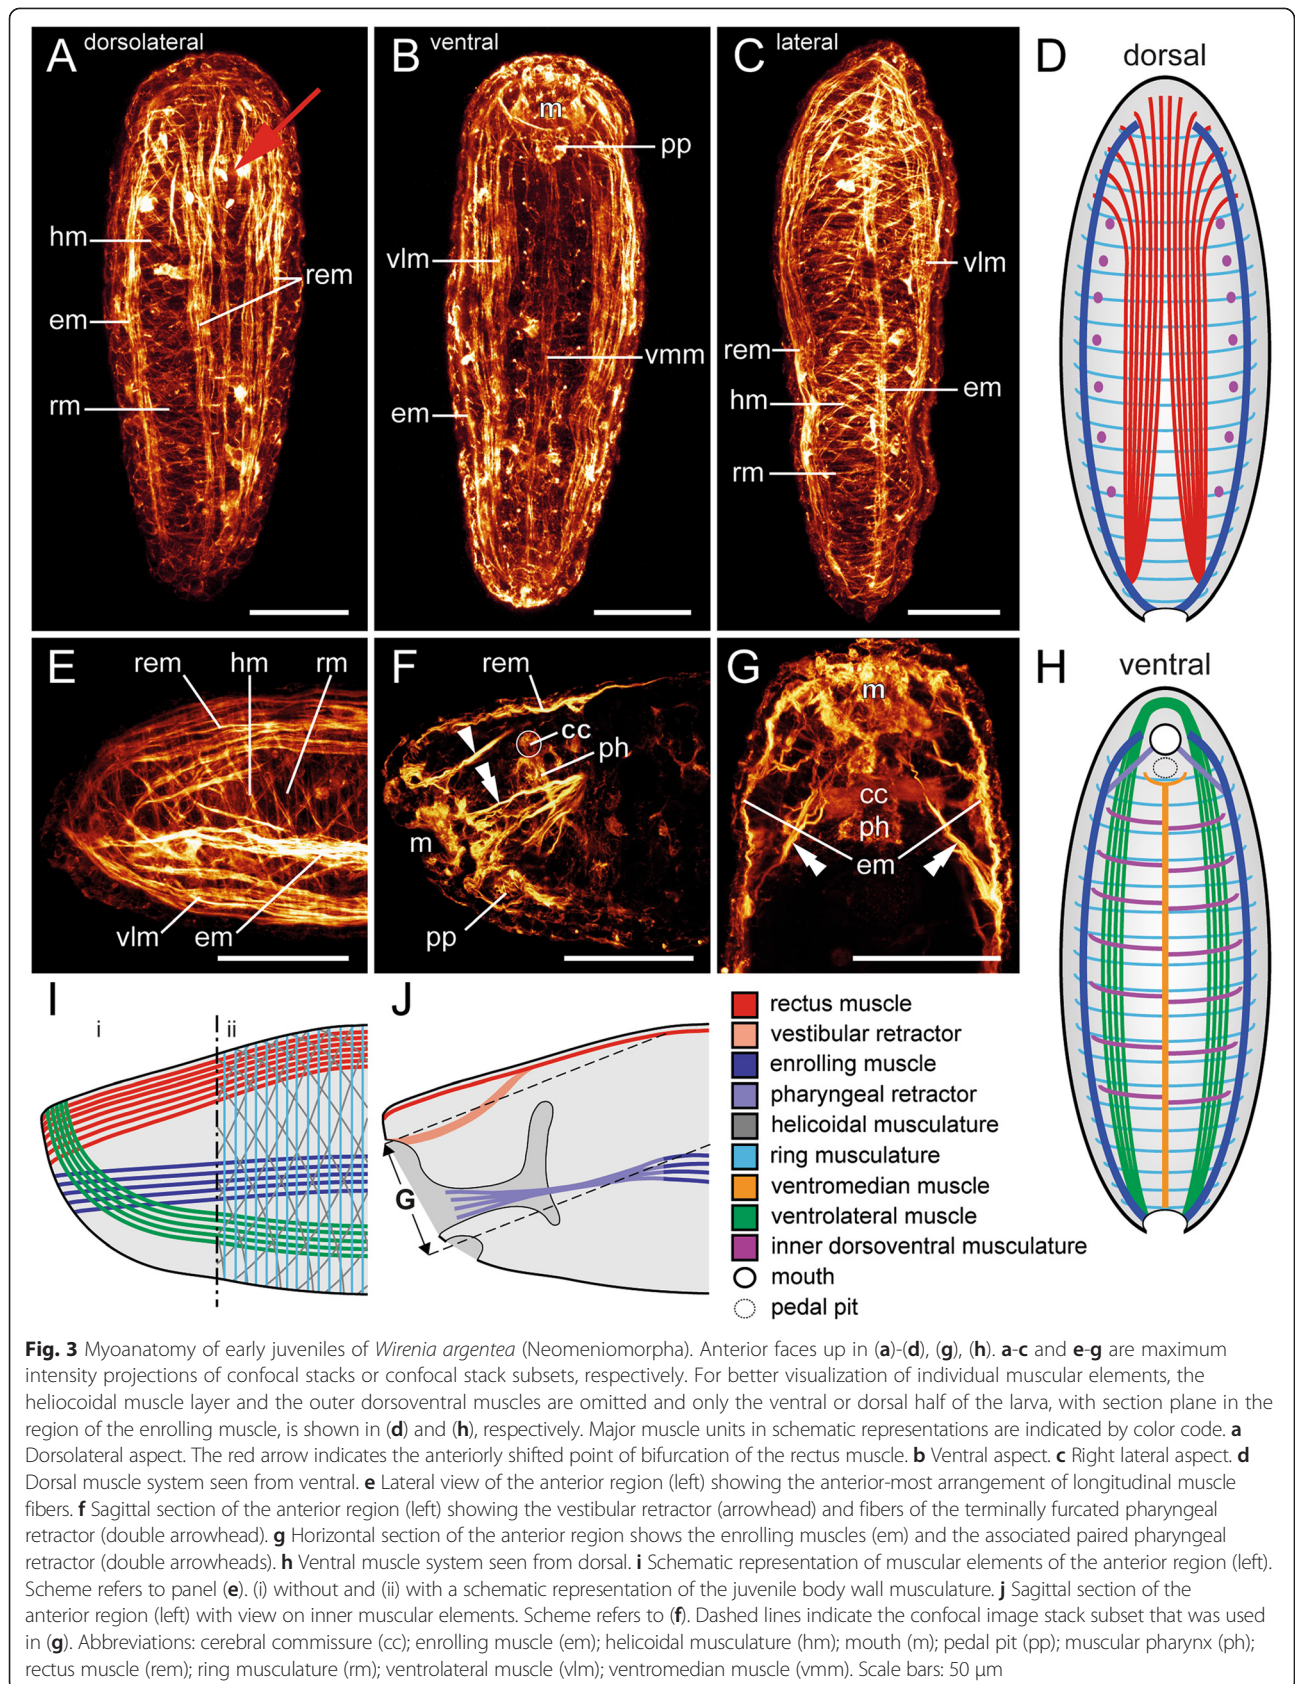 A dorsolateral
hm
em
rm
rem
B ventral
m
pp
vlm
vmm
em
C lateral
vlm
rem
hm
em
rm
D
dorsal
E
rem hm rm
vlm em
F
rem
cc
ph
m
pp
G
m
cc
ph
em
H
ventral
I
i ii
J
G
rectus muscle
vestibular retractor
enrolling muscle
pharyngeal retractor
helicoidal musculature
ring musculature
ventromedian muscle
ventrolateral muscle
inner dorsoventral musculature
mouth
pedal pit
Fig. 3 Myoanatomy of early juveniles of Wirenia argentea (Neomeniomorpha). Anterior faces up in (a)-(d), (g), (h). a-c and e-g are maximum
intensity projections of confocal stacks or confocal stack subsets, respectively. For better visualization of individual muscular elements, the
heliocoidal muscle layer and the outer dorsoventral muscles are omitted and only the ventral or dorsal half of the larva, with section plane in the
region of the enrolling muscle, is shown in (d) and (h), respectively. Major muscle units in schematic representations are indicated by color code. a
Dorsolateral aspect. The red arrow indicates the anteriorly shifted point of bifurcation of the rectus muscle. b Ventral aspect. c Right lateral aspect. d
Dorsal muscle system seen from ventral. e Lateral view of the anterior region (left) showing the anterior-most arrangement of longitudinal muscle
fibers. f Sagittal section of the anterior region (left) showing the vestibular retractor (arrowhead) and fibers of the terminally furcated pharyngeal
retractor (double arrowhead). g Horizontal section of the anterior region shows the enrolling muscles (em) and the associated paired pharyngeal
retractor (double arrowheads). h Ventral muscle system seen from dorsal. i Schematic representation of muscular elements of the anterior region (left).
Scheme refers to panel (e). (i) without and (ii) with a schematic representation of the juvenile body wall musculature. j Sagittal section of the
anterior region (left) with view on inner muscular elements. Scheme refers to (f). Dashed lines indicate the confocal image stack subset that was used
in (g). Abbreviations: cerebral commissure (cc); enrolling muscle (em); helicoidal musculature (hm); mouth (m); pedal pit (pp); muscular pharynx (ph);
rectus muscle (rem); ring musculature (rm); ventrolateral muscle (vlm); ventromedian muscle (vmm). Scale bars: 50 μm